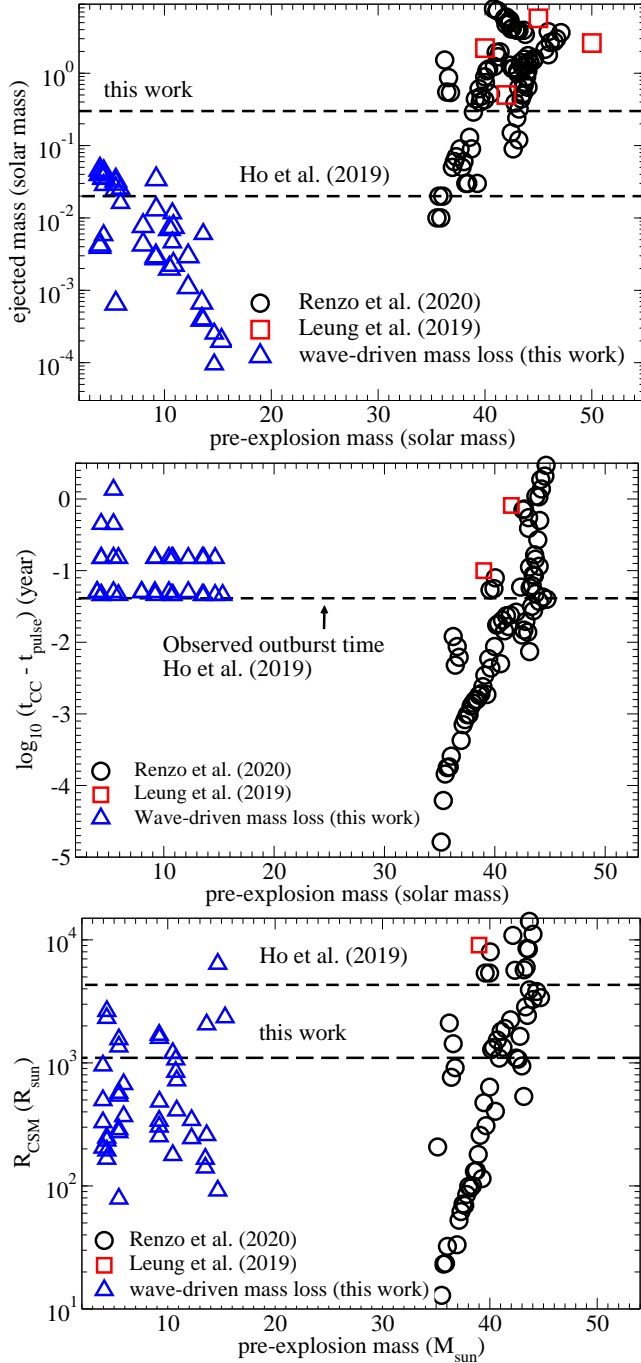 ejected mass (solar mass)
10^0
10^-1
10^-2
10^-3
10^-4
this work
Ho et al. (2019)
Renzo et al. (2020)
Leung et al. (2019)
wave-driven mass loss (this work)
10 20 30 40 50
pre-explosion mass (solar mass)
log10 (tCC - tpulse) (year)
0
-1
-2
-3
-4
-5
Observed outburst time
Ho et al. (2019)
Renzo et al. (2020)
Leung et al. (2019)
Wave-driven mass loss (this work)
10 20 30 40 50
pre-explosion mass (solar mass)
RCSM (Rsun)
10^4
10^3
10^2
10^1
Ho et al. (2019)
this work
Renzo et al. (2020)
Leung et al. (2019)
wave-driven mass loss (this work)
10 20 30 40 50
pre-explosion mass (Msun)